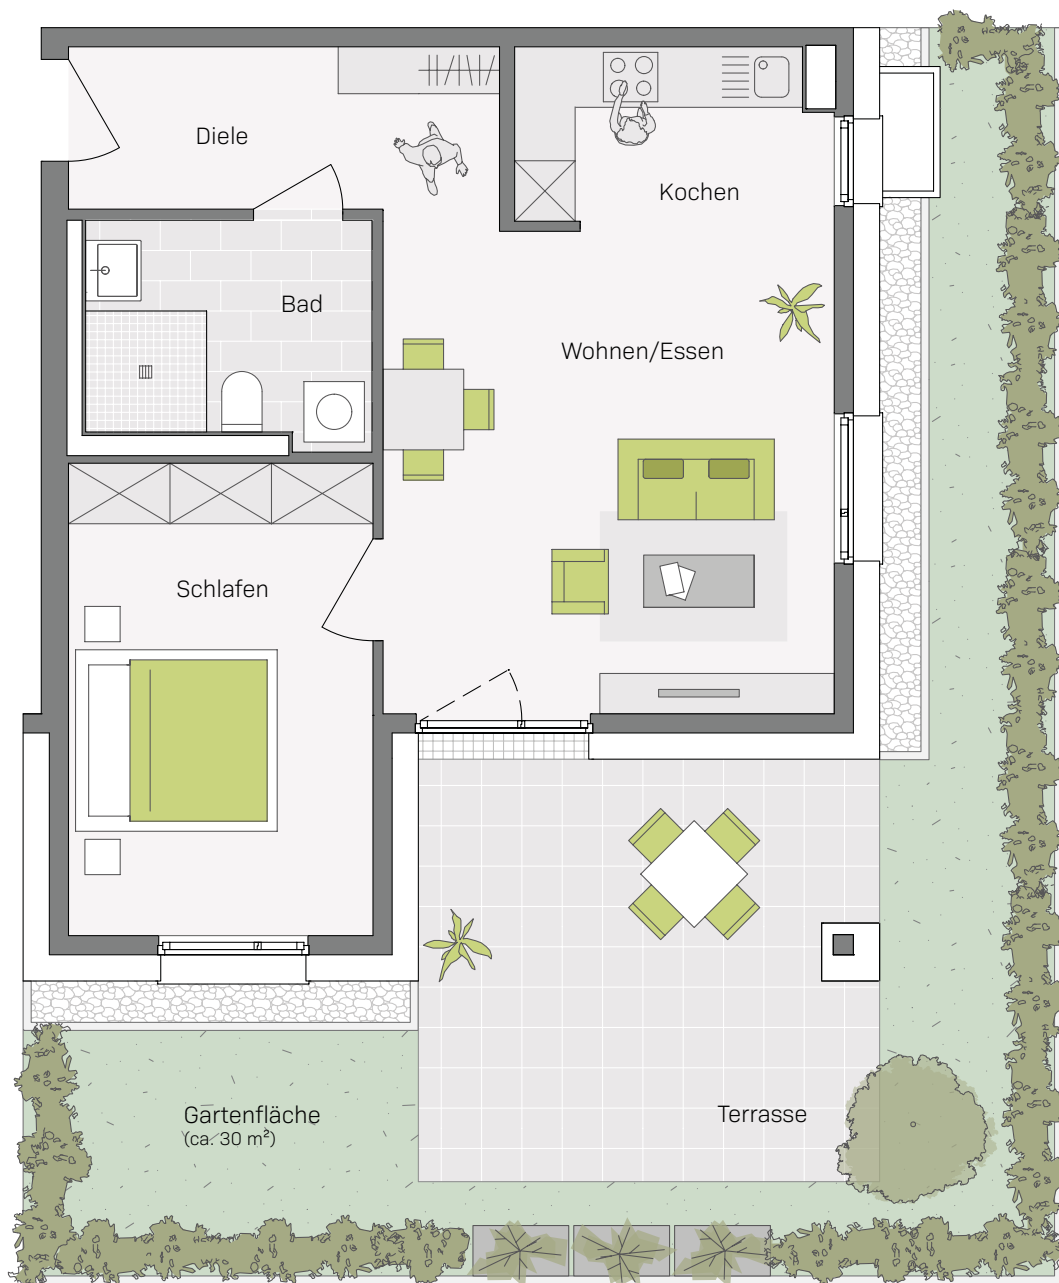 Diele
Kochen
Bad
Wohnen/Essen
Schlafen
Gartenfläche
(ca. 30 m²)
Terrasse